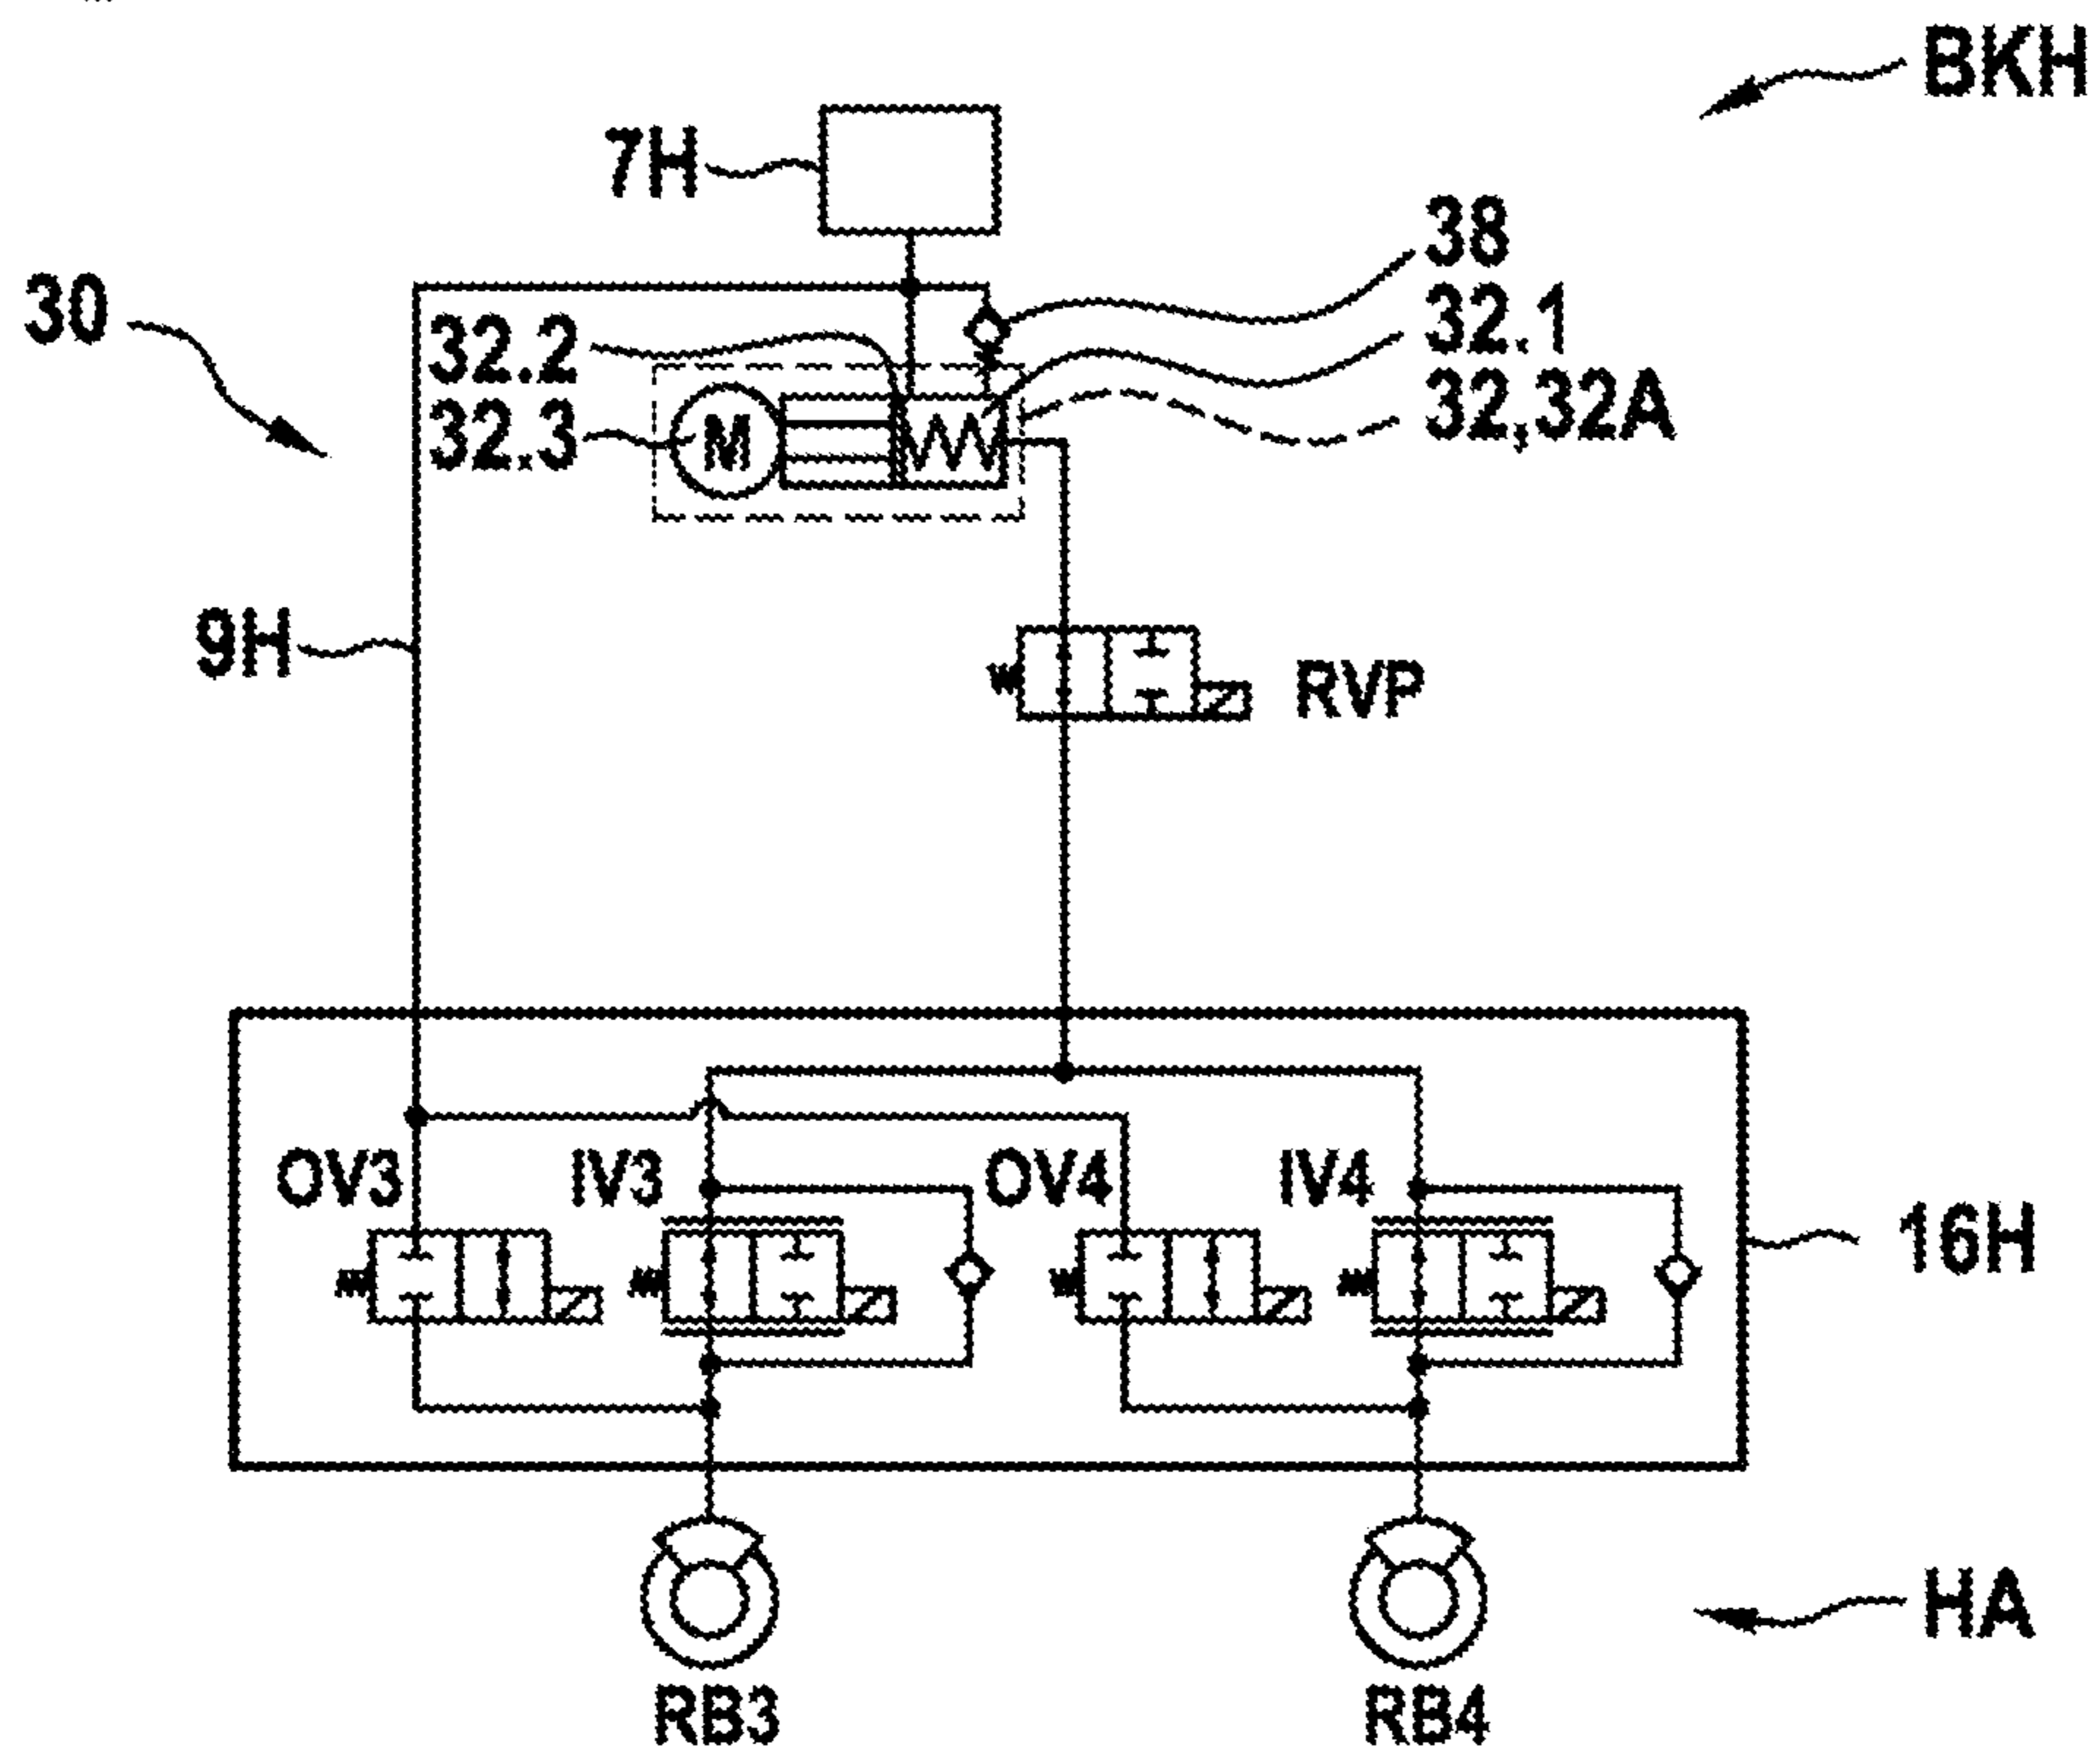 BKH
7H
38
30
32.1
32.2
32,32A
32.3
M
9H
RVP
OV3
IV3
OV4
IV4
16H
HA
RB3
RB4